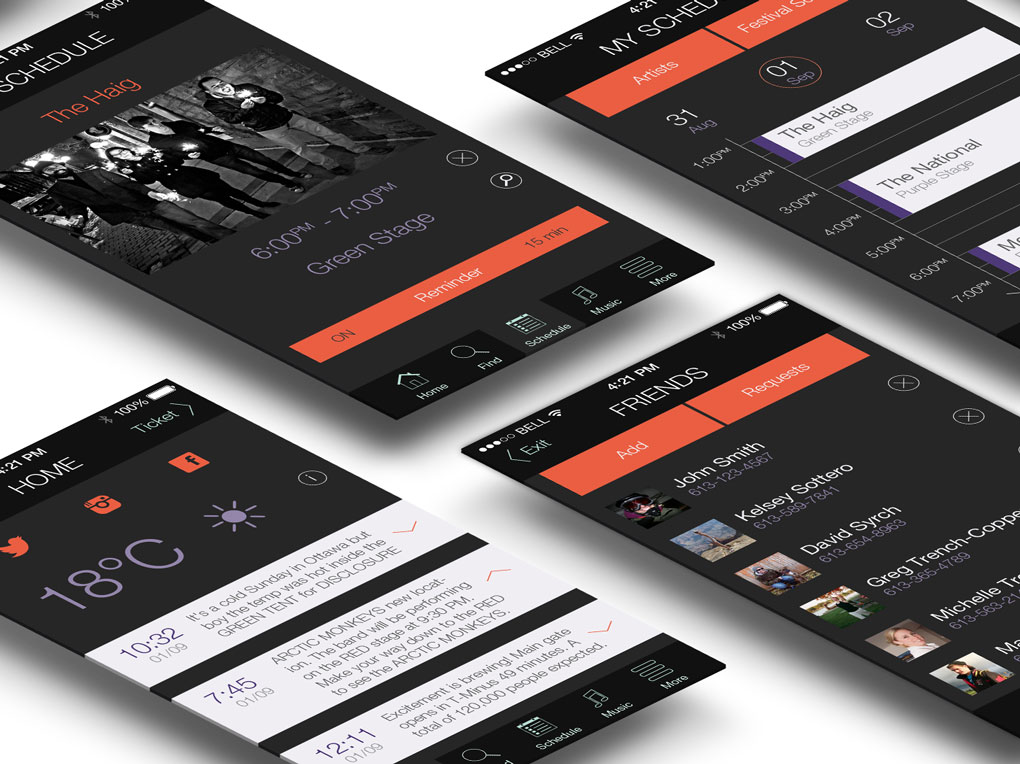 100%
4:21 PM
SCHEDULE
The Haig
6:00PM - 7:00PM
Green Stage
ON
Reminder
15 min
Home
Find
Schedule
Music
More
BELL
4:21
MY SCHED
Artists
Festival
31
Aug
01
Sep
02
Sep
1:00PM
2:00PM
3:00PM
4:00PM
5:00PM
6:00PM
7:00PM
The Haig
Green Stage
The National
Purple Stage
4:21 PM
100%
HOME
Ticket
18°C
10:32
01/09
It's a cold Sunday in Ottawa but
boy the temp was hot inside the
GREEN TENT for DISCLOSURE
7:45
01/09
ARCTIC MONKEYS new locat-
ion. The band will be performing
on the RED stage at 9:30 PM.
Make your way down to the RED
to see the ARCTIC MONKEYS.
12:11
01/09
Excitement is brewing! Main gate
opens in T-Minus 49 minutes. A
total of 120,000 people expected.
Schedule
Music
More
BELL
4:21 PM
100%
Exit
FRIENDS
Add
Requests
John Smith
613-123-4567
Kelsey Sottero
613-589-7841
David Syrch
613-654-8963
Greg Trench-Coppe
613-365-4789
Michelle Tr
613-563-21